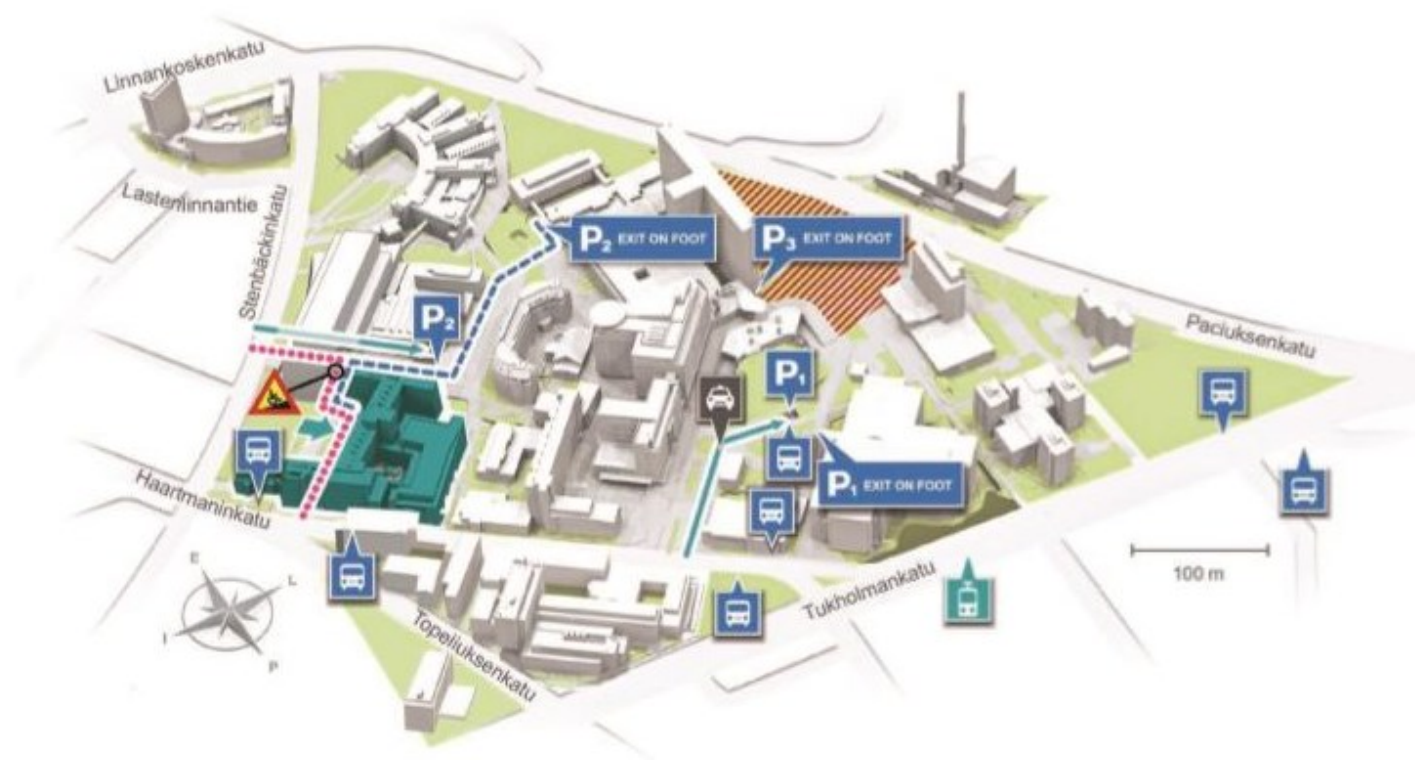 Linnankoskenkatu
Lastenlinnantie
Stenbäckinkatu
P2 EXIT ON FOOT
P3 EXIT ON FOOT
P2
Paciuksenkatu
P1
P1 EXIT ON FOOT
Haartmaninkatu
E
L
I
P
100 m
Tukholmankatu
Topeliuksenkatu